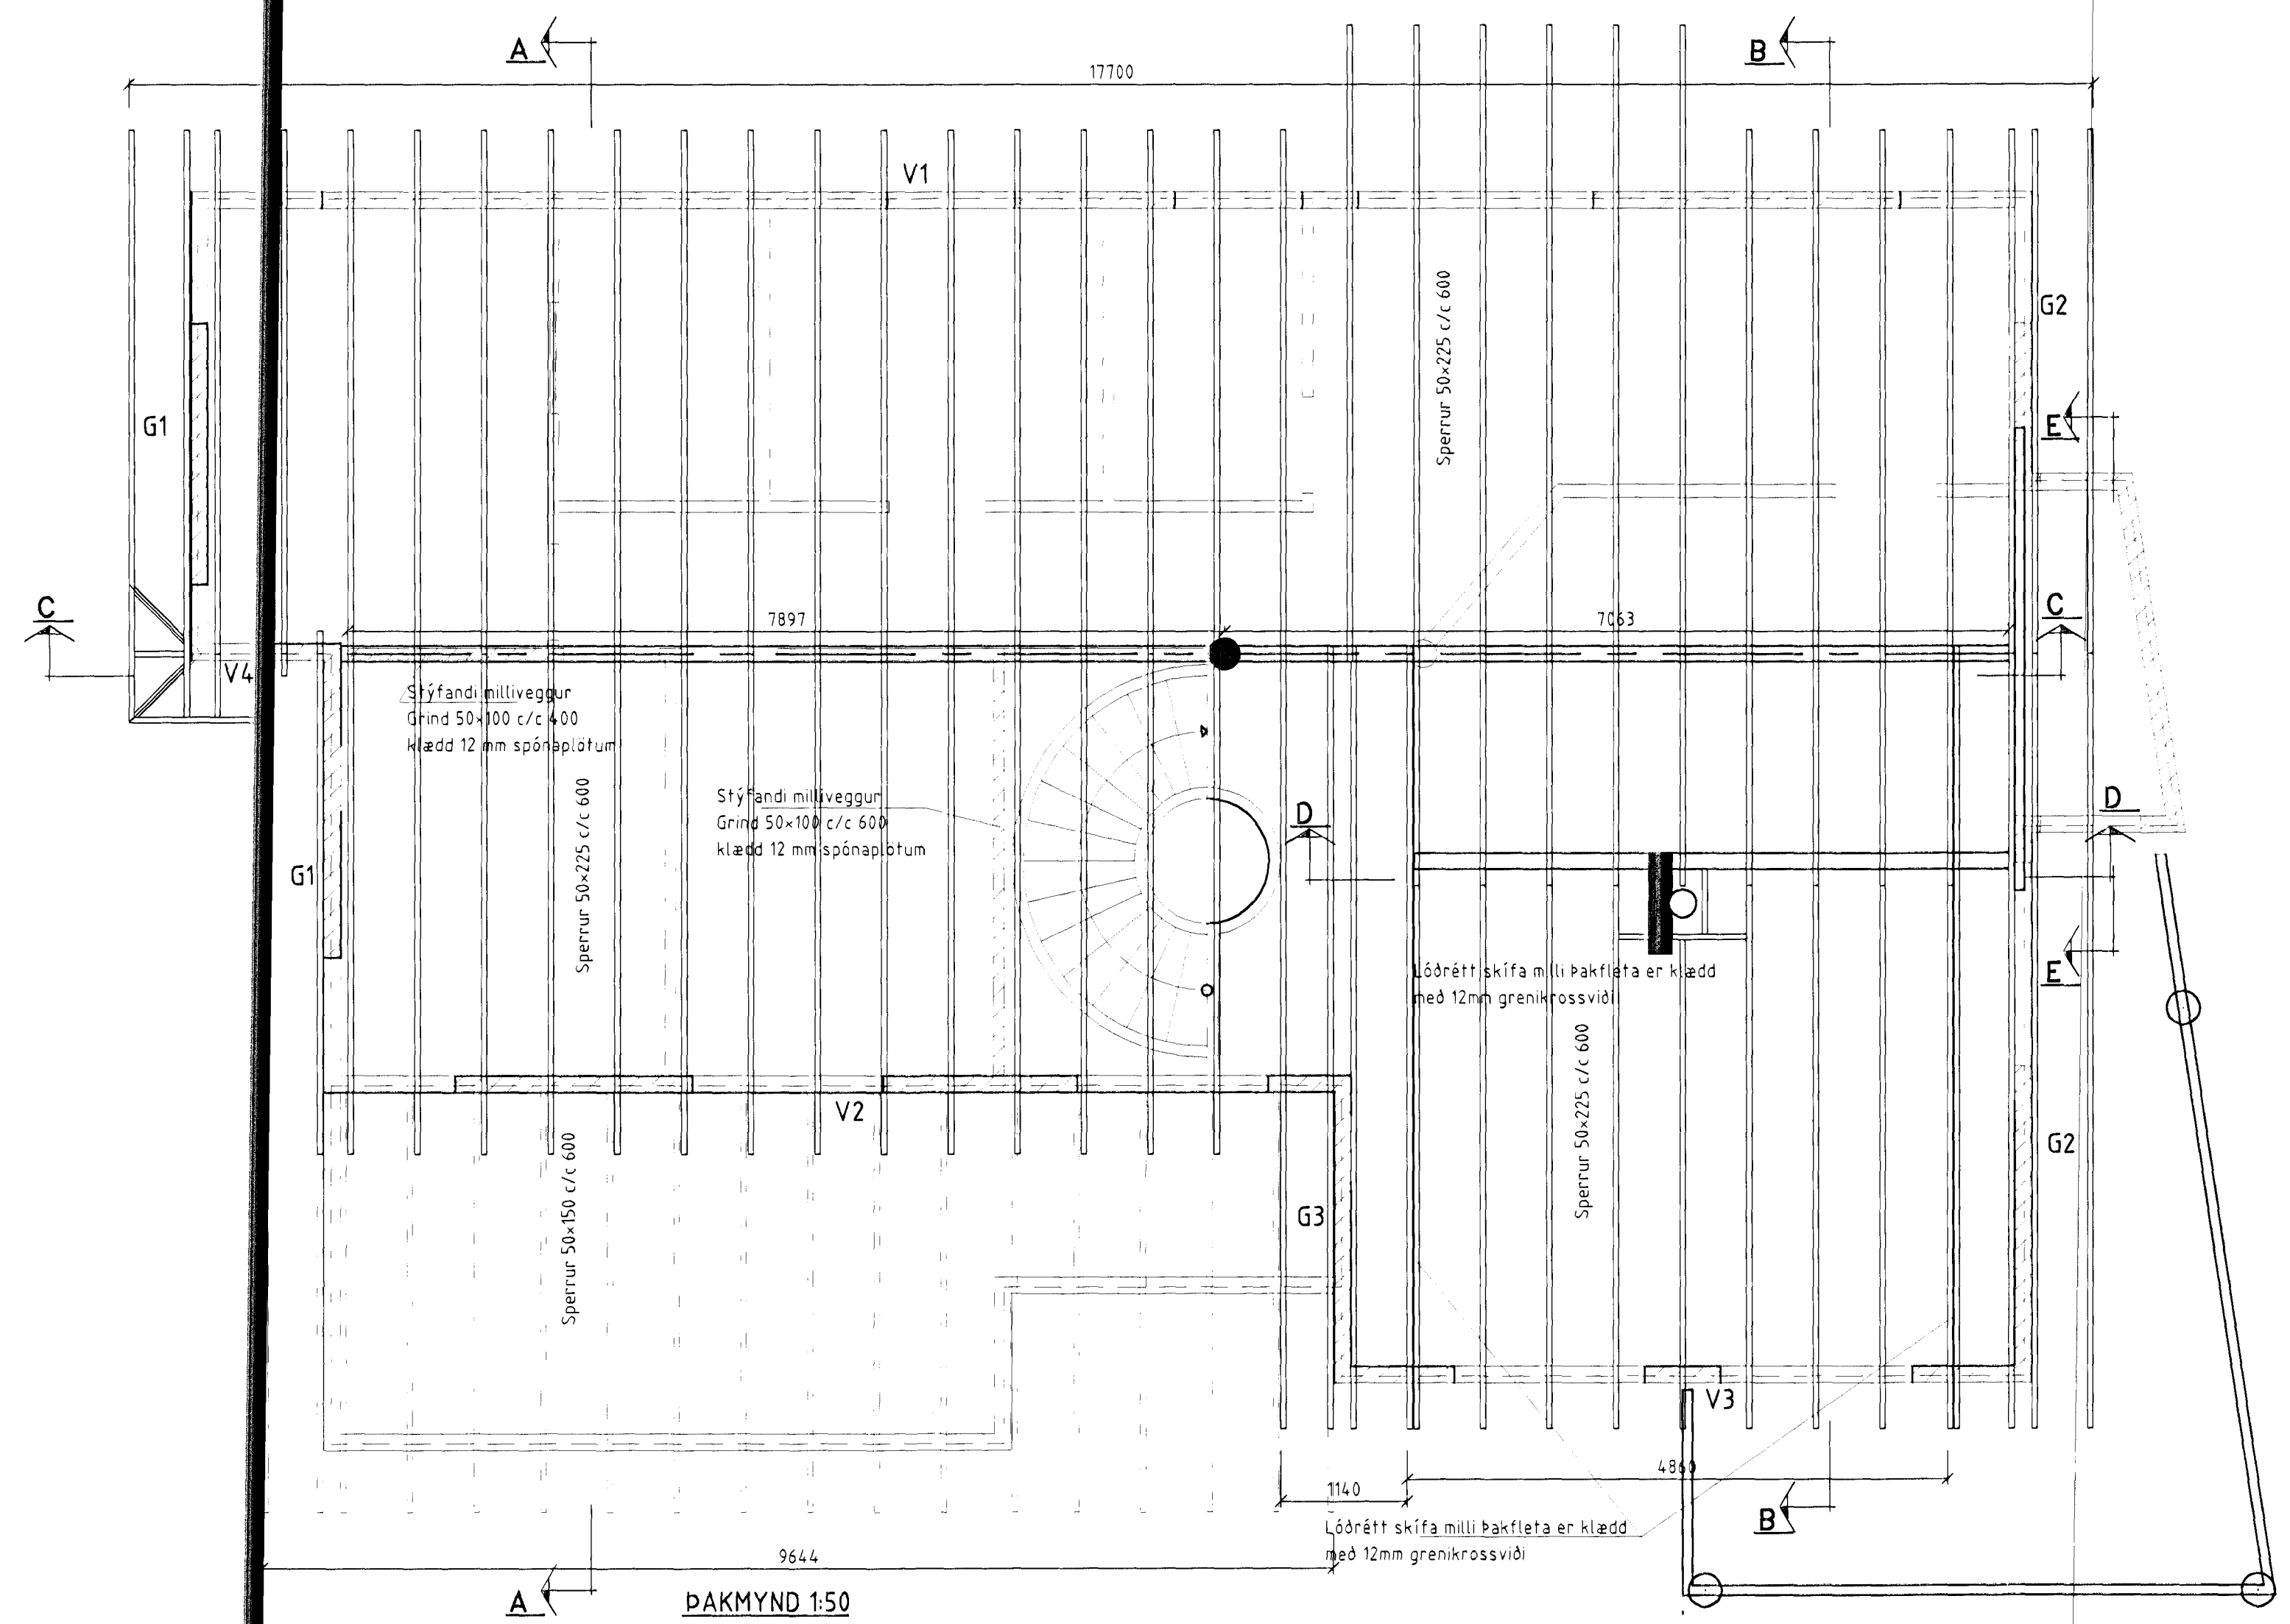 A
B
17700
V1
Sperrur 50×225 c/c 600
G2
G1
E
C
7897
7063
C
V4
Stýfandi milliveggur
Grind 50×100 c/c 400
klædd 12 mm spónaplötum
Sperrur 50×225 c/c 600
Stýfandi milliveggur
Grind 50×100 c/c 600
klædd 12 mm spónaplötum
D
D
G1
Lóðrétt skífa milli Þakfleta er klædd
með 12mm grenikrossviði
E
Sperrur 50×225 c/c 600
V2
G2
Sperrur 50×150 c/c 600
G3
V3
4860
1140
B
Lóðrétt skífa milli Þakfleta er klædd
með 12mm grenikrossviði
9644
A
ÞAKMYND 1:50